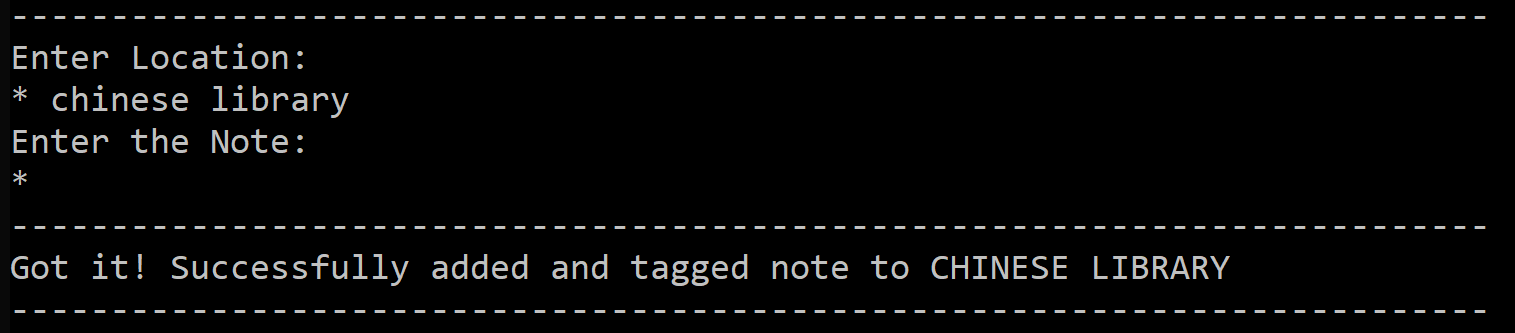 --------------------------------------------------------------------------
Enter Location:
* chinese library
Enter the Note:
*
--------------------------------------------------------------------------
Got it! Successfully added and tagged note to CHINESE LIBRARY
--------------------------------------------------------------------------